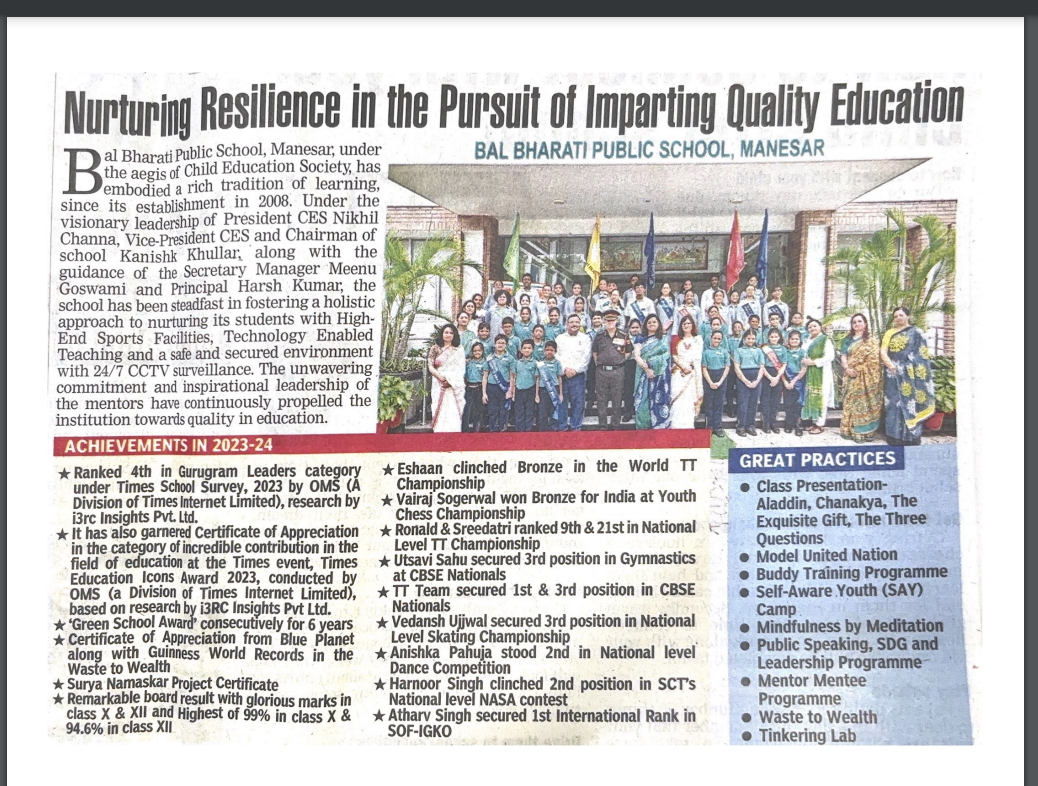 Nurturing Resilience in the Pursuit of Imparting Quality Education
BAL BHARATI PUBLIC SCHOOL, MANESAR
Bal Bharati Public School, Manesar, under
the aegis of Child Education Society, has
embodied a rich tradition of learning,
since its establishment in 2008. Under the
visionary leadership of President CES Nikhil
Channa, Vice-President CES and Chairman of
school Kanishk Khullar, along with the
guidance of the Secretary Manager Meenu
Goswami and Principal Harsh Kumar, the
school has been steadfast in fostering a holistic
approach to nurturing its students with High-
End Sports Facilities, Technology Enabled
Teaching and a safe and secured environment
with 24/7 CCTV surveillance. The unwavering
commitment and inspirational leadership of
the mentors have continuously propelled the
institution towards quality in education.
ACHIEVEMENTS IN 2023-24
★ Ranked 4th in Gurugram Leaders category
under Times School Survey, 2023 by OMS (A
Division of Times Internet Limited), research by
i3rc Insights Pvt. Ltd.
★ It has also garnered Certificate of Appreciation
in the category of incredible contribution in the
field of education at the Times event, Times
Education Icons Award 2023, conducted by
OMS (a Division of Times Internet Limited),
based on research by i3RC Insights Pvt Ltd.
★ 'Green School Award' consecutively for 6 years
★ Certificate of Appreciation from Blue Planet
along with Guinness World Records in the
Waste to Wealth
★ Surya Namaskar Project Certificate
★ Remarkable board result with glorious marks in
class X & XII and Highest of 99% in class X &
94.6% in class XII
★ Eshaan clinched Bronze in the World TT
Championship
★ Vairaj Sogerwal won Bronze for India at Youth
Chess Championship
★ Ronald & Sreedatri ranked 9th & 21st in National
Level TT Championship
★ Utsavi Sahu secured 3rd position in Gymnastics
at CBSE Nationals
★ TT Team secured 1st & 3rd position in CBSE
Nationals
★ Vedansh Ujjwal secured 3rd position in National
Level Skating Championship
★ Anishka Pahuja stood 2nd in National level
Dance Competition
★ Harnoor Singh clinched 2nd position in SCT's
National level NASA contest
★ Atharv Singh secured 1st International Rank in
SOF-IGKO
GREAT PRACTICES
● Class Presentation-
Aladdin, Chanakya, The
Exquisite Gift, The Three
Questions
● Model United Nation
● Buddy Training Programme
● Self-Aware Youth (SAY)
Camp
● Mindfulness by Meditation
● Public Speaking, SDG and
Leadership Programme
● Mentor Mentee
Programme
● Waste to Wealth
● Tinkering Lab